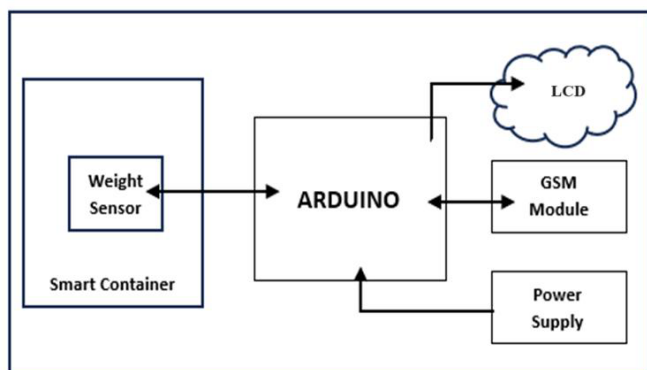 LCD
Weight
Sensor
Smart Container
ARDUINO
GSM
Module
Power
Supply